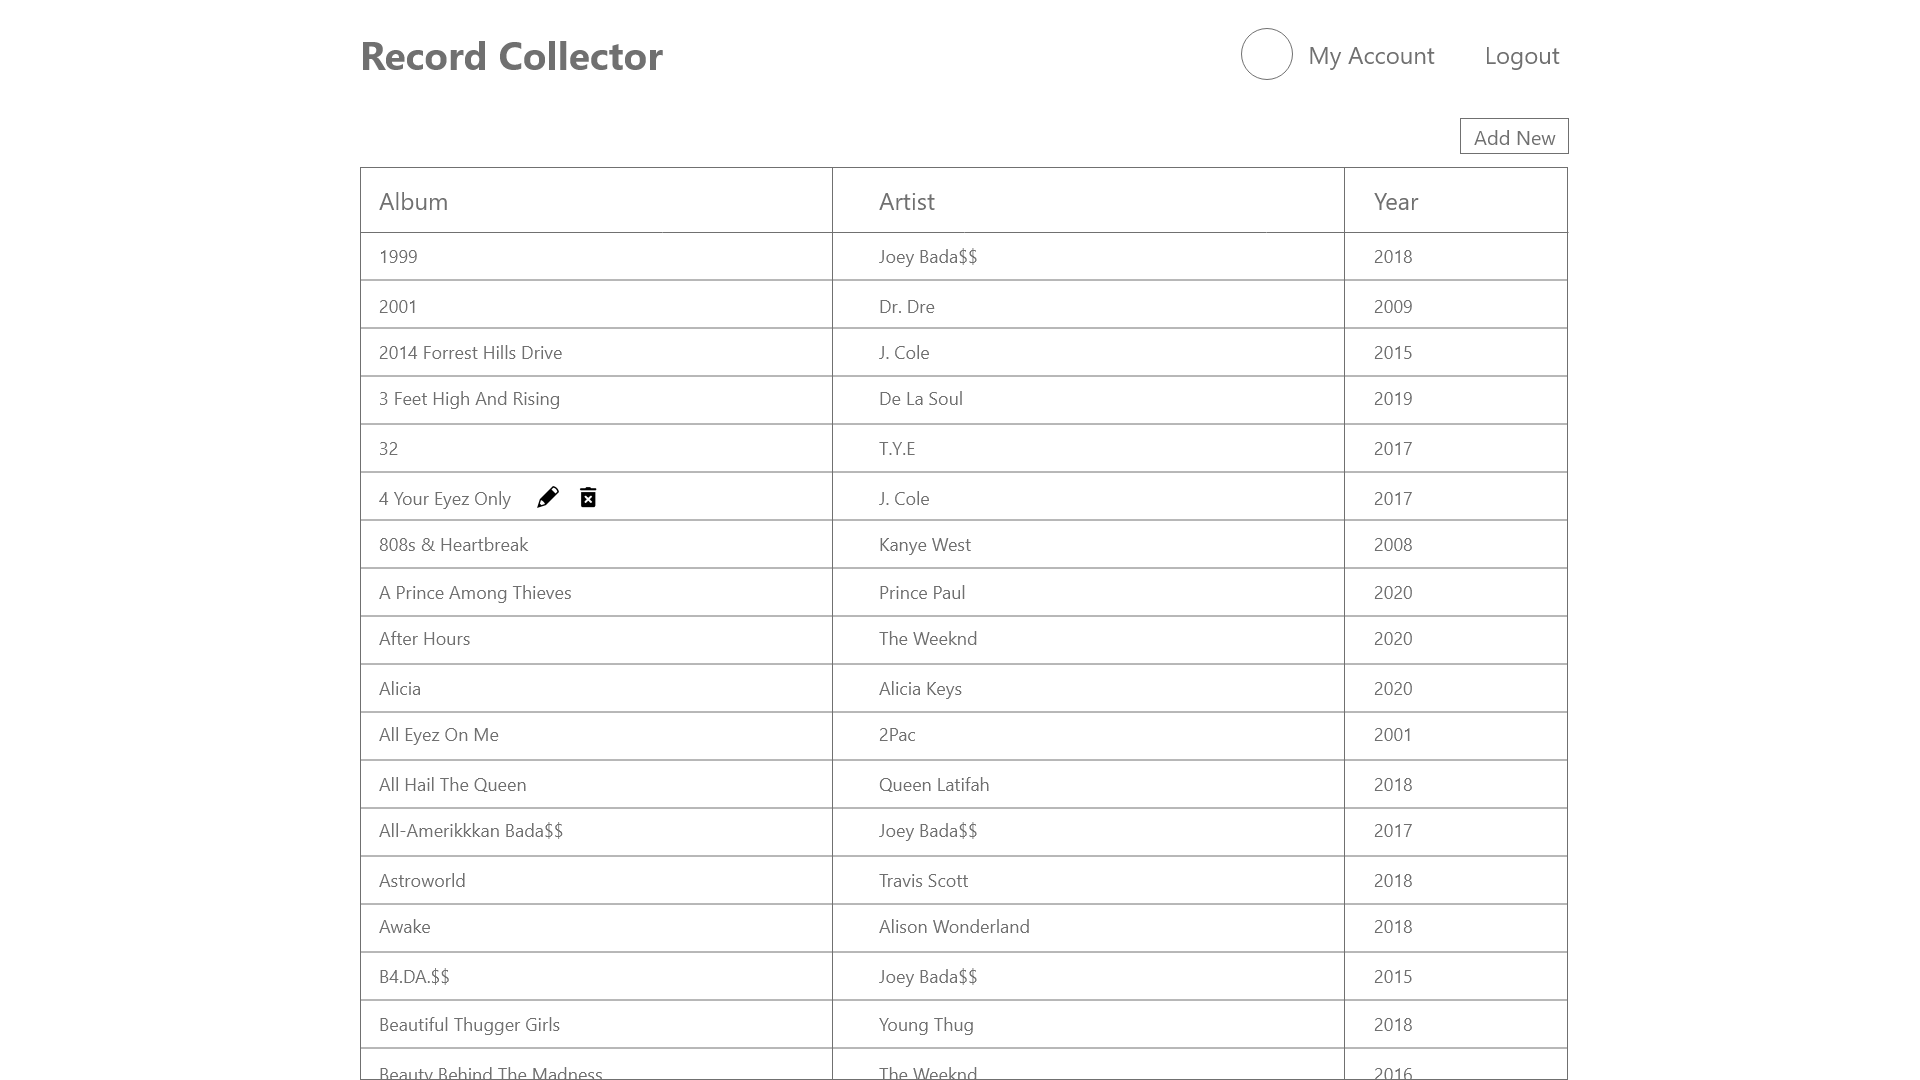 Record Collector
My Account
Logout
Add New
Album Artist Year
1999 Joey Bada$$ 2018
2001 Dr. Dre 2009
2014 Forrest Hills Drive J. Cole 2015
3 Feet High And Rising De La Soul 2019
32 T.Y.E 2017
4 Your Eyez Only J. Cole 2017
808s & Heartbreak Kanye West 2008
A Prince Among Thieves Prince Paul 2020
After Hours The Weeknd 2020
Alicia Alicia Keys 2020
All Eyez On Me 2Pac 2001
All Hail The Queen Queen Latifah 2018
All-Amerikkkan Bada$$ Joey Bada$$ 2017
Astroworld Travis Scott 2018
Awake Alison Wonderland 2018
B4.DA.$$ Joey Bada$$ 2015
Beautiful Thugger Girls Young Thug 2018
Beauty Behind The Madness The Weeknd 2016